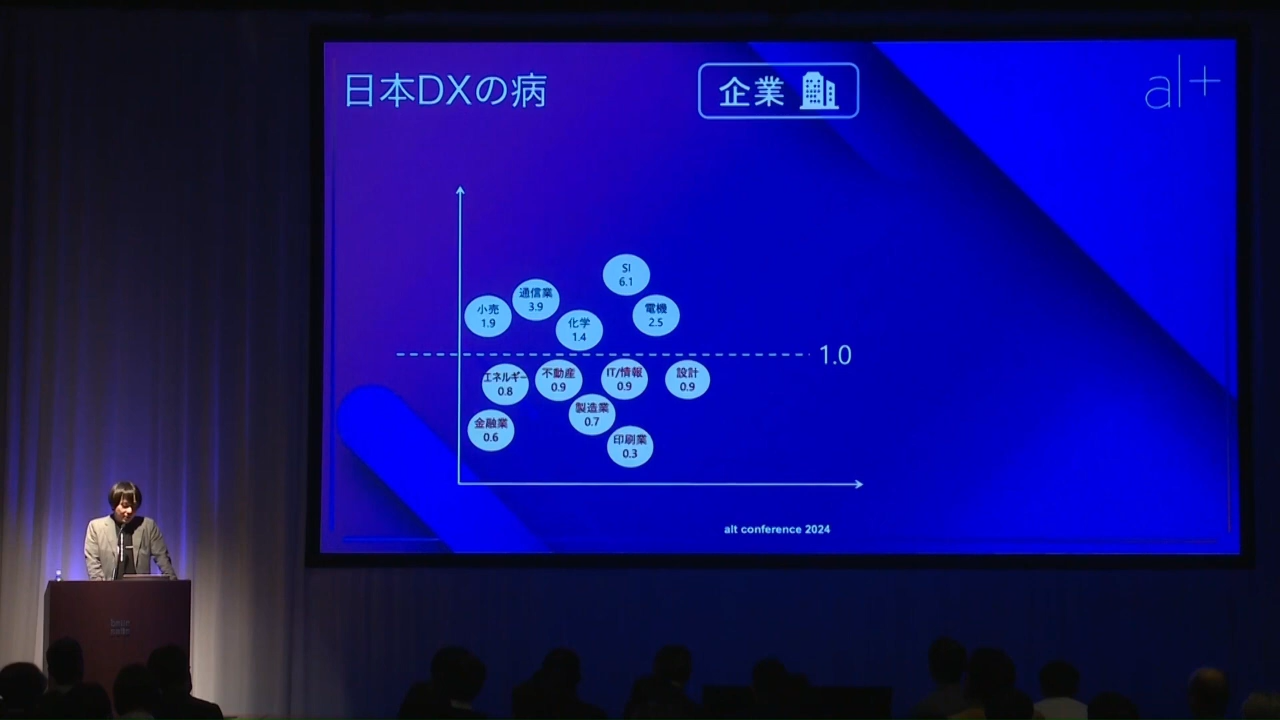 日本DXの病
企業
al+
SI
6.1
通信業
3.9
小売
1.9
電機
2.5
化学
1.4
1.0
エネルギー
0.8
不動産
0.9
IT/情報
0.9
設計
0.9
製造業
0.7
金融業
0.6
印刷業
0.3
alt conference 2024